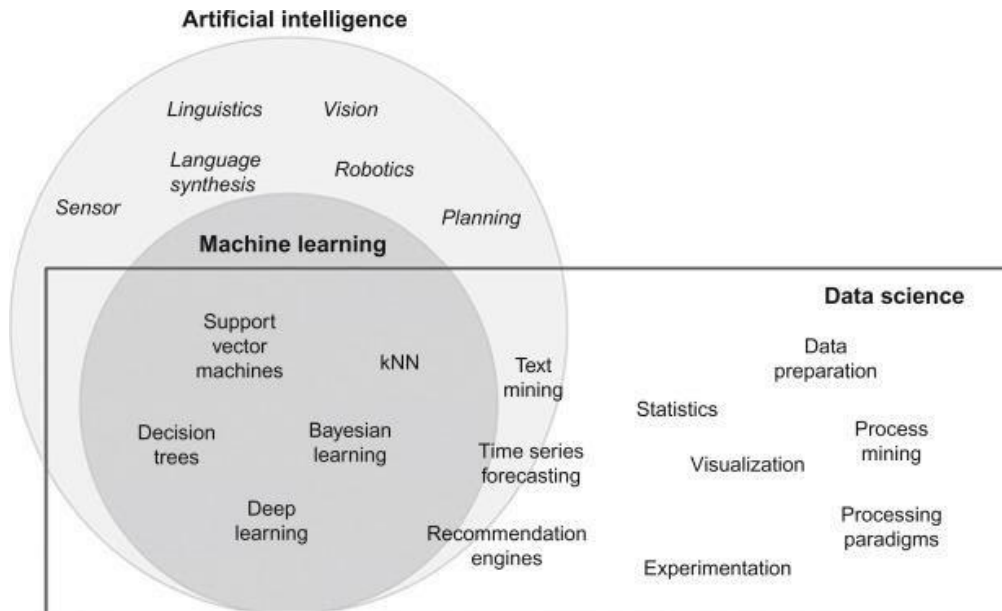 Artificial intelligence
Linguistics
Vision
Language
synthesis
Robotics
Sensor
Planning
Machine learning
Data science
Support
vector
machines
kNN
Text
mining
Data
preparation
Statistics
Decision
trees
Bayesian
learning
Time series
forecasting
Visualization
Process
mining
Deep
learning
Recommendation
engines
Experimentation
Processing
paradigms